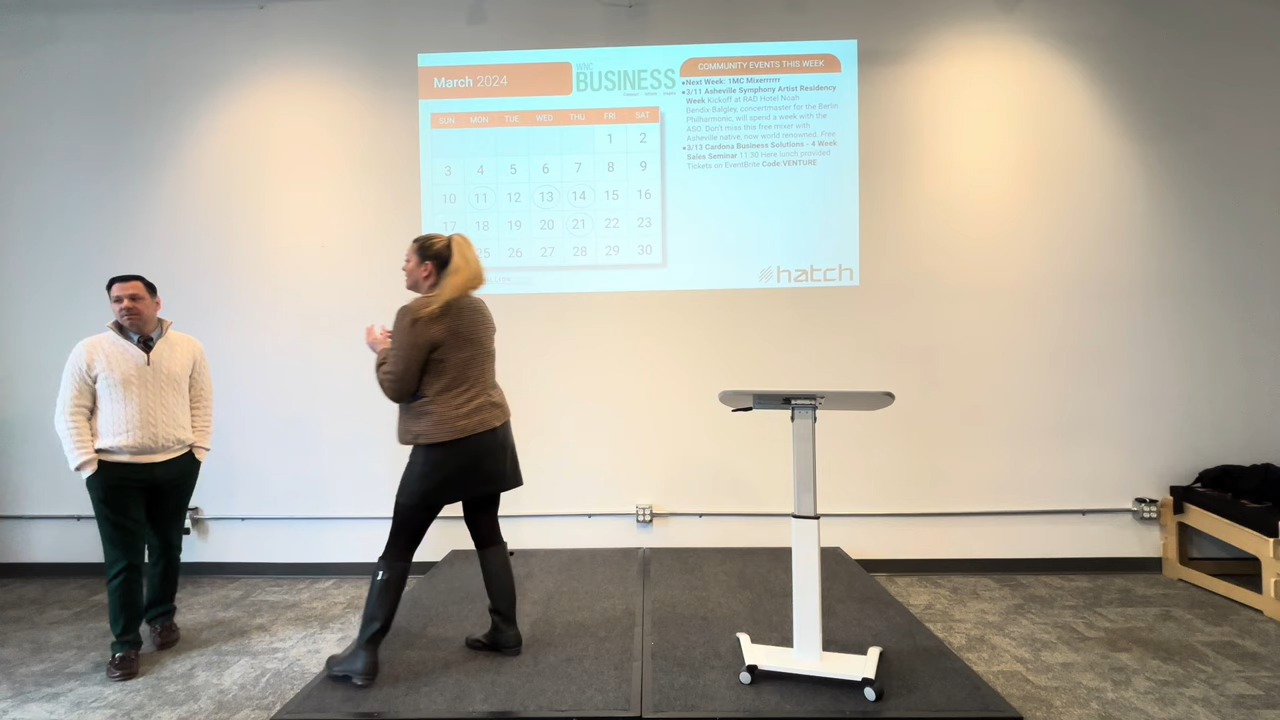 March 2024
WNC
BUSINESS
SUN MON TUE WED THU FRI SAT
1 2
3 4 5 6 7 8 9
10 11 12 13 14 15 16
17 18 19 20 21 22 23
25 26 27 28 29 30
COMMUNITY EVENTS THIS WEEK
•Next Week: 1MC Mixerrrrrr
•3/11 Asheville Symphony Artist Residency
Week Kickoff at RAD Hotel Noah
Bendix-Balgley, concertmaster for the Berlin
Philharmonic, will spend a week with the
ASO. Don't miss this free mixer with
Asheville native, now world renowned. Free
•3/13 Cardona Business Solutions - 4 Week
Sales Seminar 11:30 Here lunch provided
Tickets on EventBrite Code:VENTURE
hatch